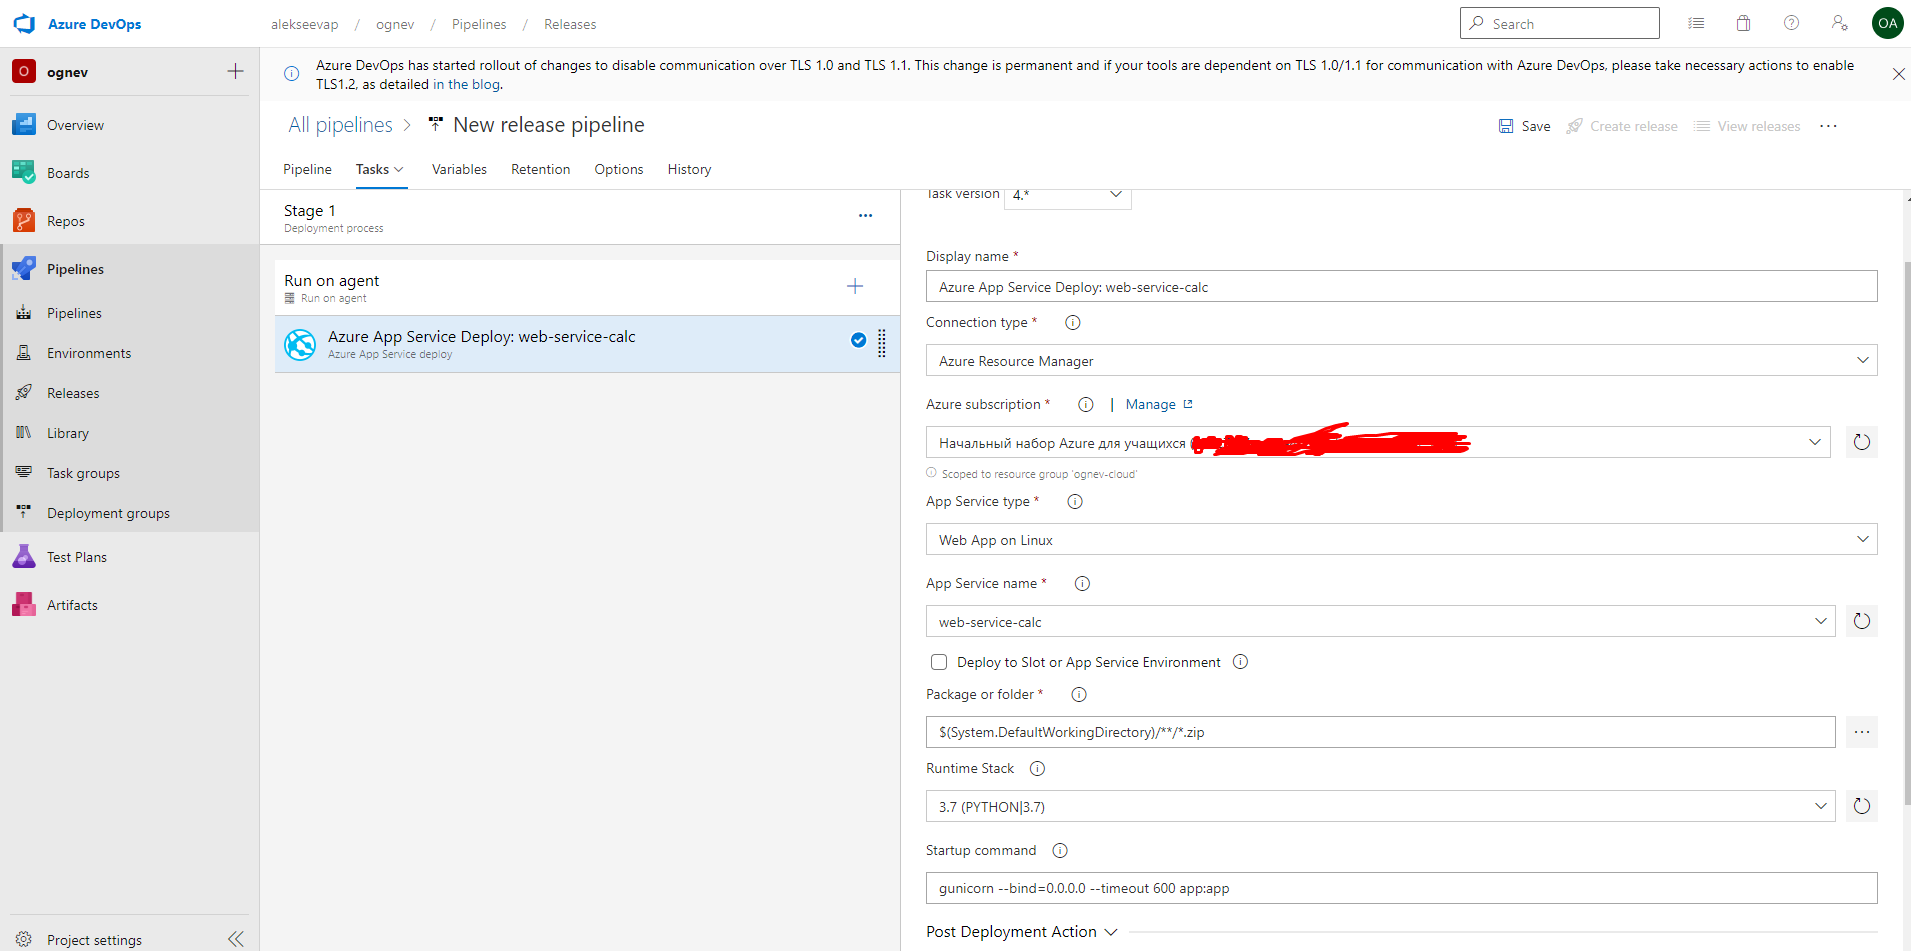 Azure DevOps
alekseevap / ognev / Pipelines / Releases
Search
OA
O ognev
Azure DevOps has started rollout of changes to disable communication over TLS 1.0 and TLS 1.1. This change is permanent and if your tools are dependent on TLS 1.0/1.1 for communication with Azure DevOps, please take necessary actions to enable
TLS1.2, as detailed in the blog.
Overview
Boards
Repos
Pipelines
Pipelines
Environments
Releases
Library
Task groups
Deployment groups
Test Plans
Artifacts
Project settings
All pipelines > New release pipeline
Save Create release View releases
Pipeline Tasks Variables Retention Options History
Stage 1
Deployment process
Run on agent
Run on agent
Azure App Service Deploy: web-service-calc
Azure App Service deploy
Task version 4.*
Display name *
Azure App Service Deploy: web-service-calc
Connection type *
Azure Resource Manager
Azure subscription * | Manage
Начальный набор Azure для учащихся
Scoped to resource group 'ognev-cloud'
App Service type *
Web App on Linux
App Service name *
web-service-calc
Deploy to Slot or App Service Environment
Package or folder *
$(System.DefaultWorkingDirectory)/**/*.zip
Runtime Stack
3.7 (PYTHON|3.7)
Startup command
gunicorn --bind=0.0.0.0 --timeout 600 app:app
Post Deployment Action